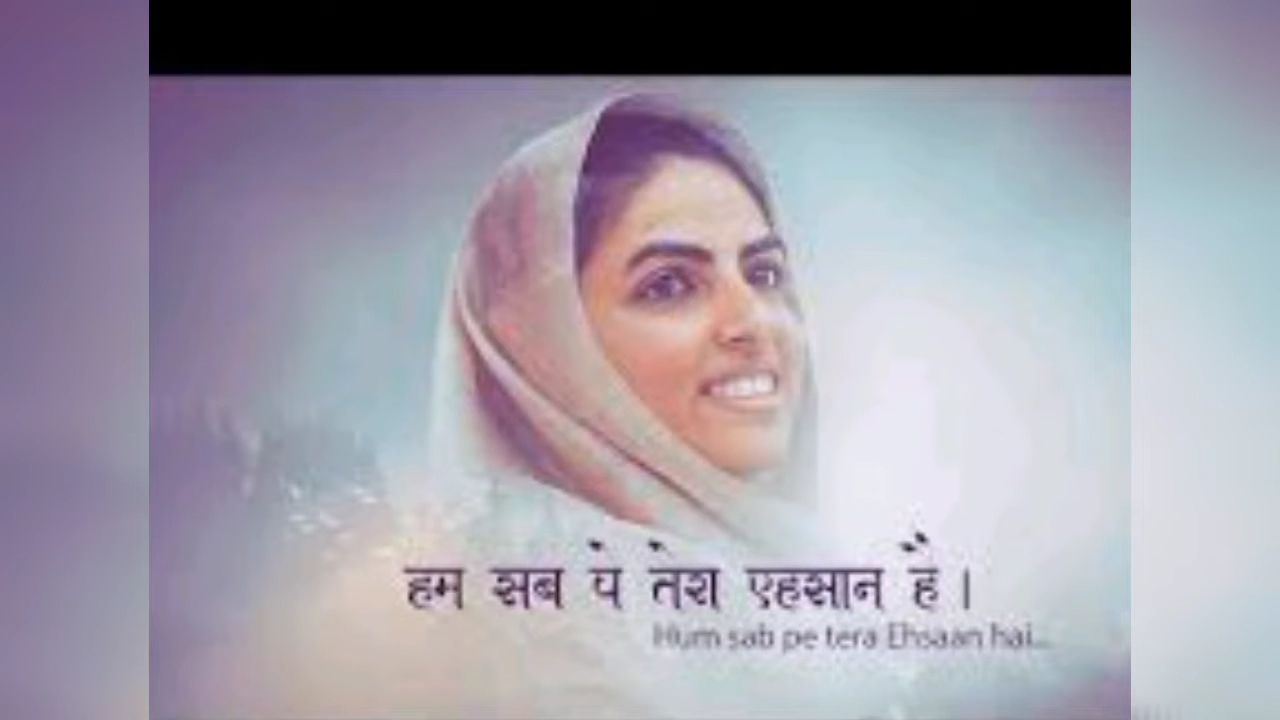 हम सब पे तेरा एहसान है।
Hum sab pe tera Ehsaan hai...